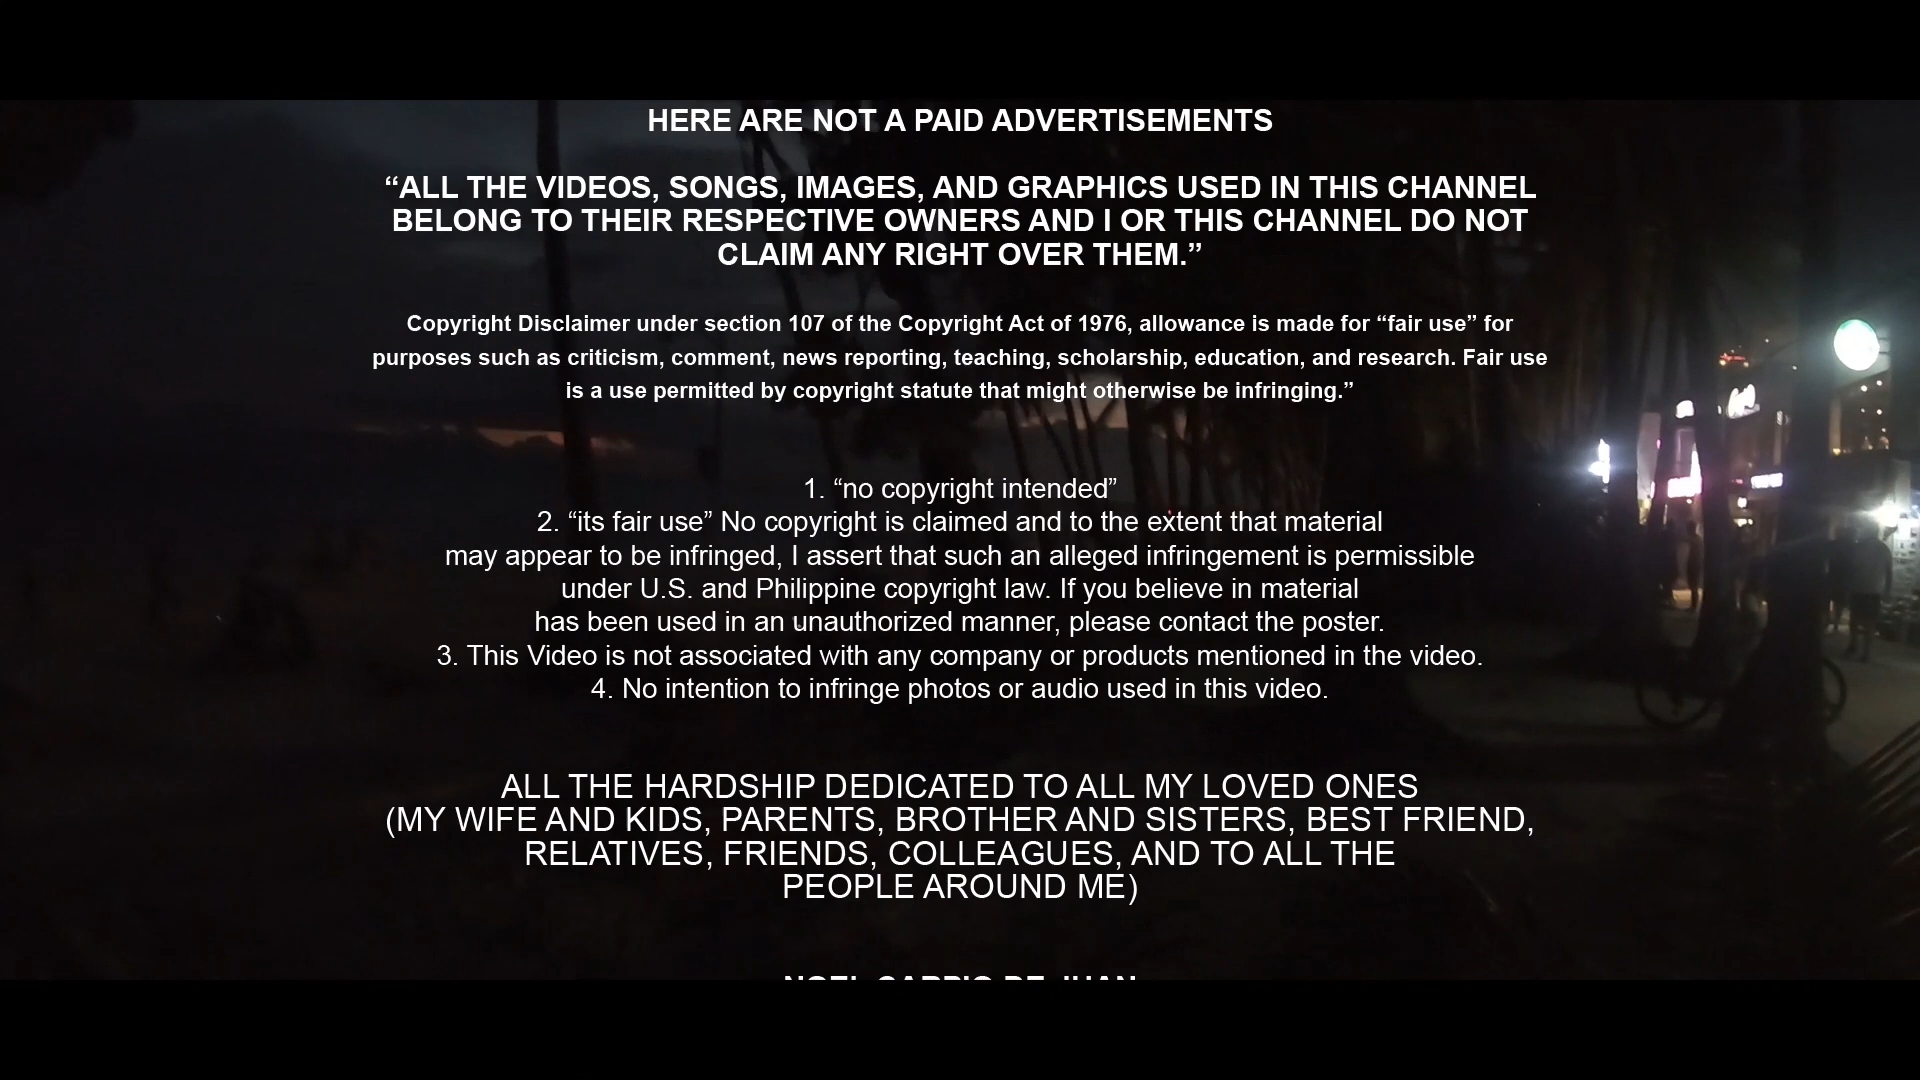 HERE ARE NOT A PAID ADVERTISEMENTS
“ALL THE VIDEOS, SONGS, IMAGES, AND GRAPHICS USED IN THIS CHANNEL
BELONG TO THEIR RESPECTIVE OWNERS AND I OR THIS CHANNEL DO NOT
CLAIM ANY RIGHT OVER THEM.”
Copyright Disclaimer under section 107 of the Copyright Act of 1976, allowance is made for “fair use” for
purposes such as criticism, comment, news reporting, teaching, scholarship, education, and research. Fair use
is a use permitted by copyright statute that might otherwise be infringing.”
1. “no copyright intended”
2. “its fair use” No copyright is claimed and to the extent that material
may appear to be infringed, I assert that such an alleged infringement is permissible
under U.S. and Philippine copyright law. If you believe in material
has been used in an unauthorized manner, please contact the poster.
3. This Video is not associated with any company or products mentioned in the video.
4. No intention to infringe photos or audio used in this video.
ALL THE HARDSHIP DEDICATED TO ALL MY LOVED ONES
(MY WIFE AND KIDS, PARENTS, BROTHER AND SISTERS, BEST FRIEND,
RELATIVES, FRIENDS, COLLEAGUES, AND TO ALL THE
PEOPLE AROUND ME)